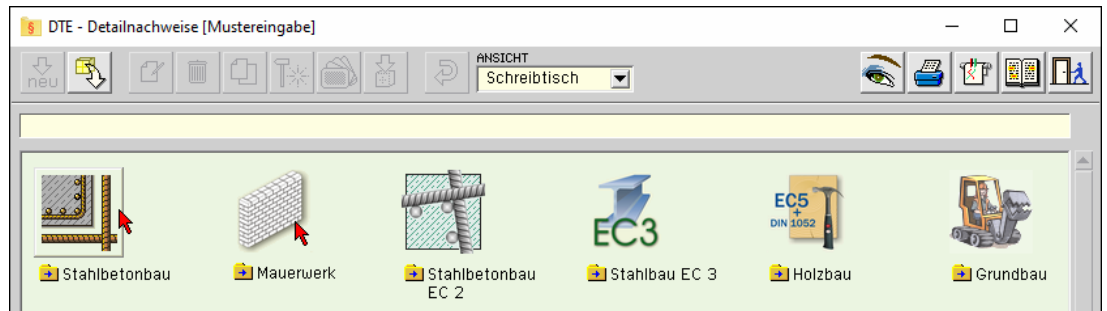 DTE - Detailnachweise [Mustereingabe]
neu
ANSICHT
Schreibtisch
EC3
EC5
+
DIN 1052
Stahlbetonbau
Mauerwerk
Stahlbetonbau
EC 2
Stahlbau EC 3
Holzbau
Grundbau